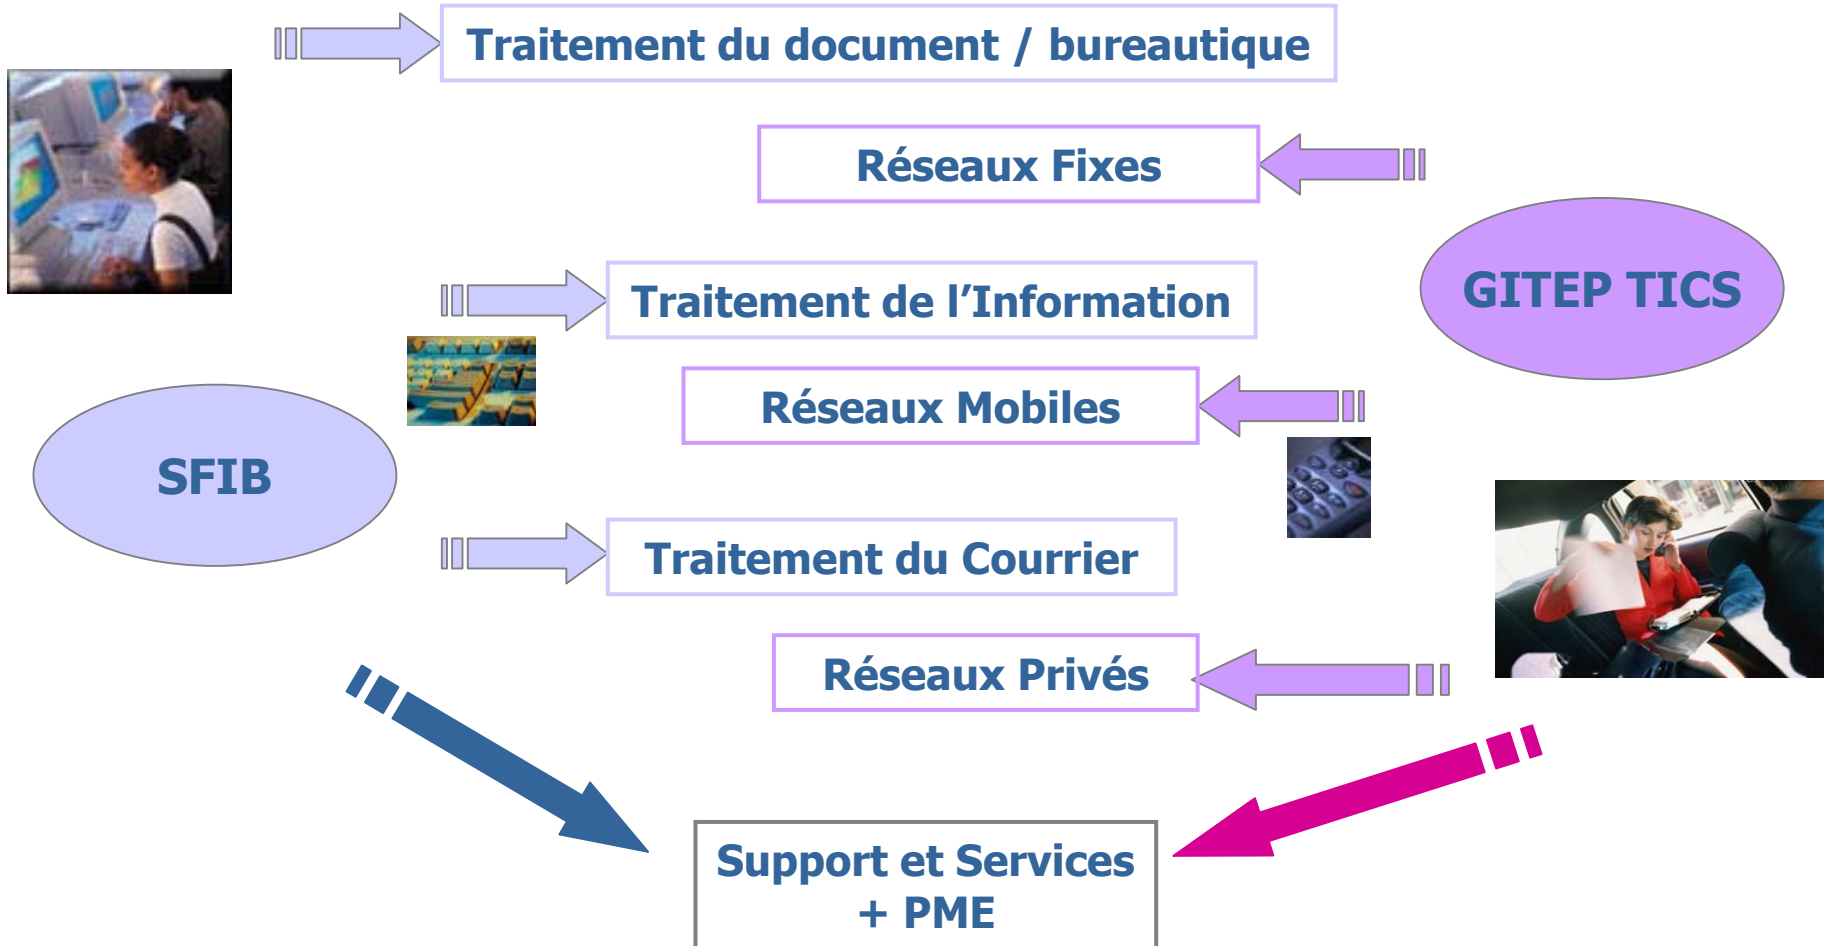 Traitement du document / bureautique
Réseaux Fixes
GITEP TICS
Traitement de l’Information
Réseaux Mobiles
SFIB
Traitement du Courrier
Réseaux Privés
Support et Services
+ PME